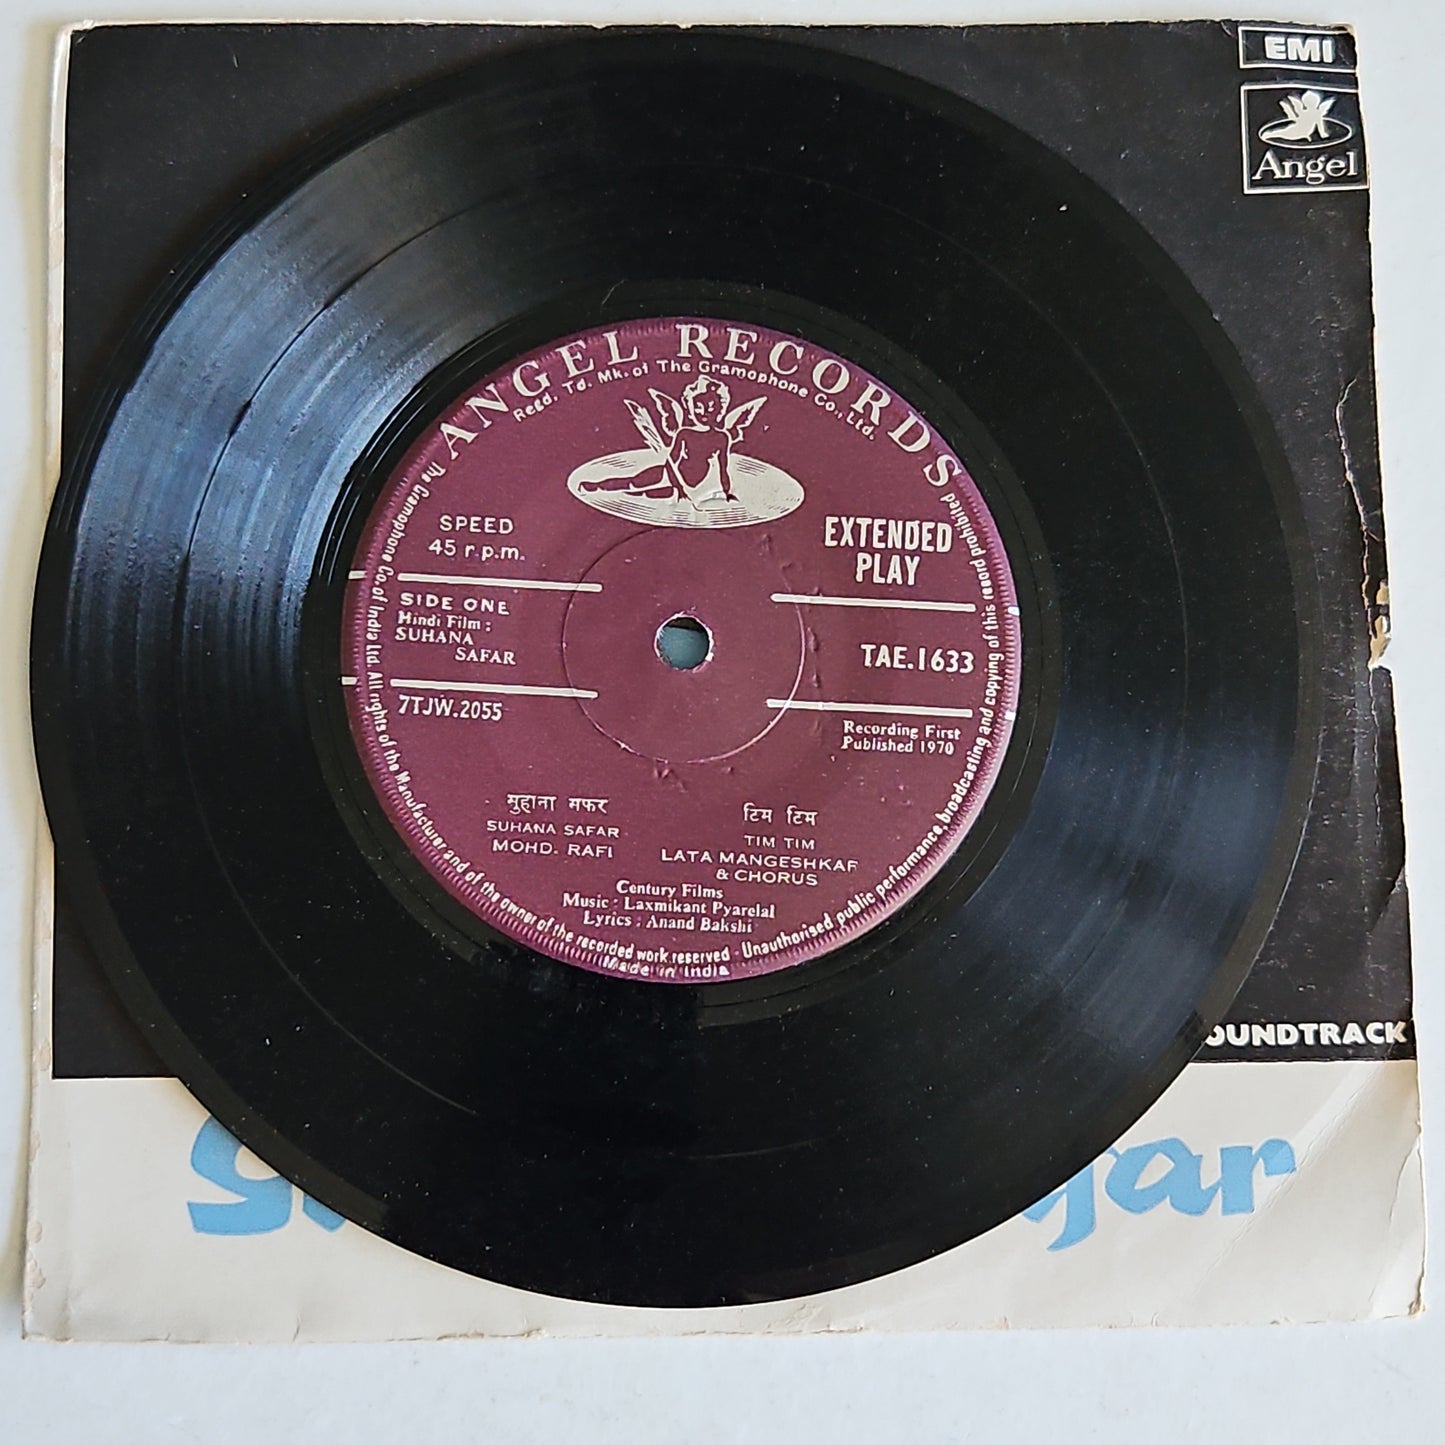 EMI
Angel
ANGEL RECORDS
Regd. Td. Mk. of The Gramophone Co., Ltd.
SPEED
45 r.p.m.
EXTENDED
PLAY
SIDE ONE
Hindi Film :
SUHANA
SAFAR
TAE.1633
7TJW.2055
Recording First
Published 1970
सुहाना सफर
SUHANA SAFAR
MOHD. RAFI
टिम टिम
TIM TIM
LATA MANGESHKAR
& CHORUS
Century Films
Music : Laxmikant Pyarelal
Lyrics : Anand Bakshi
The Gramophone Co. of India Ltd. All rights of the Manufacturer and of the owner of the recorded work reserved · Unauthorised public performance, broadcasting and copying of this record prohibited
Made in India
OUNDTRACK